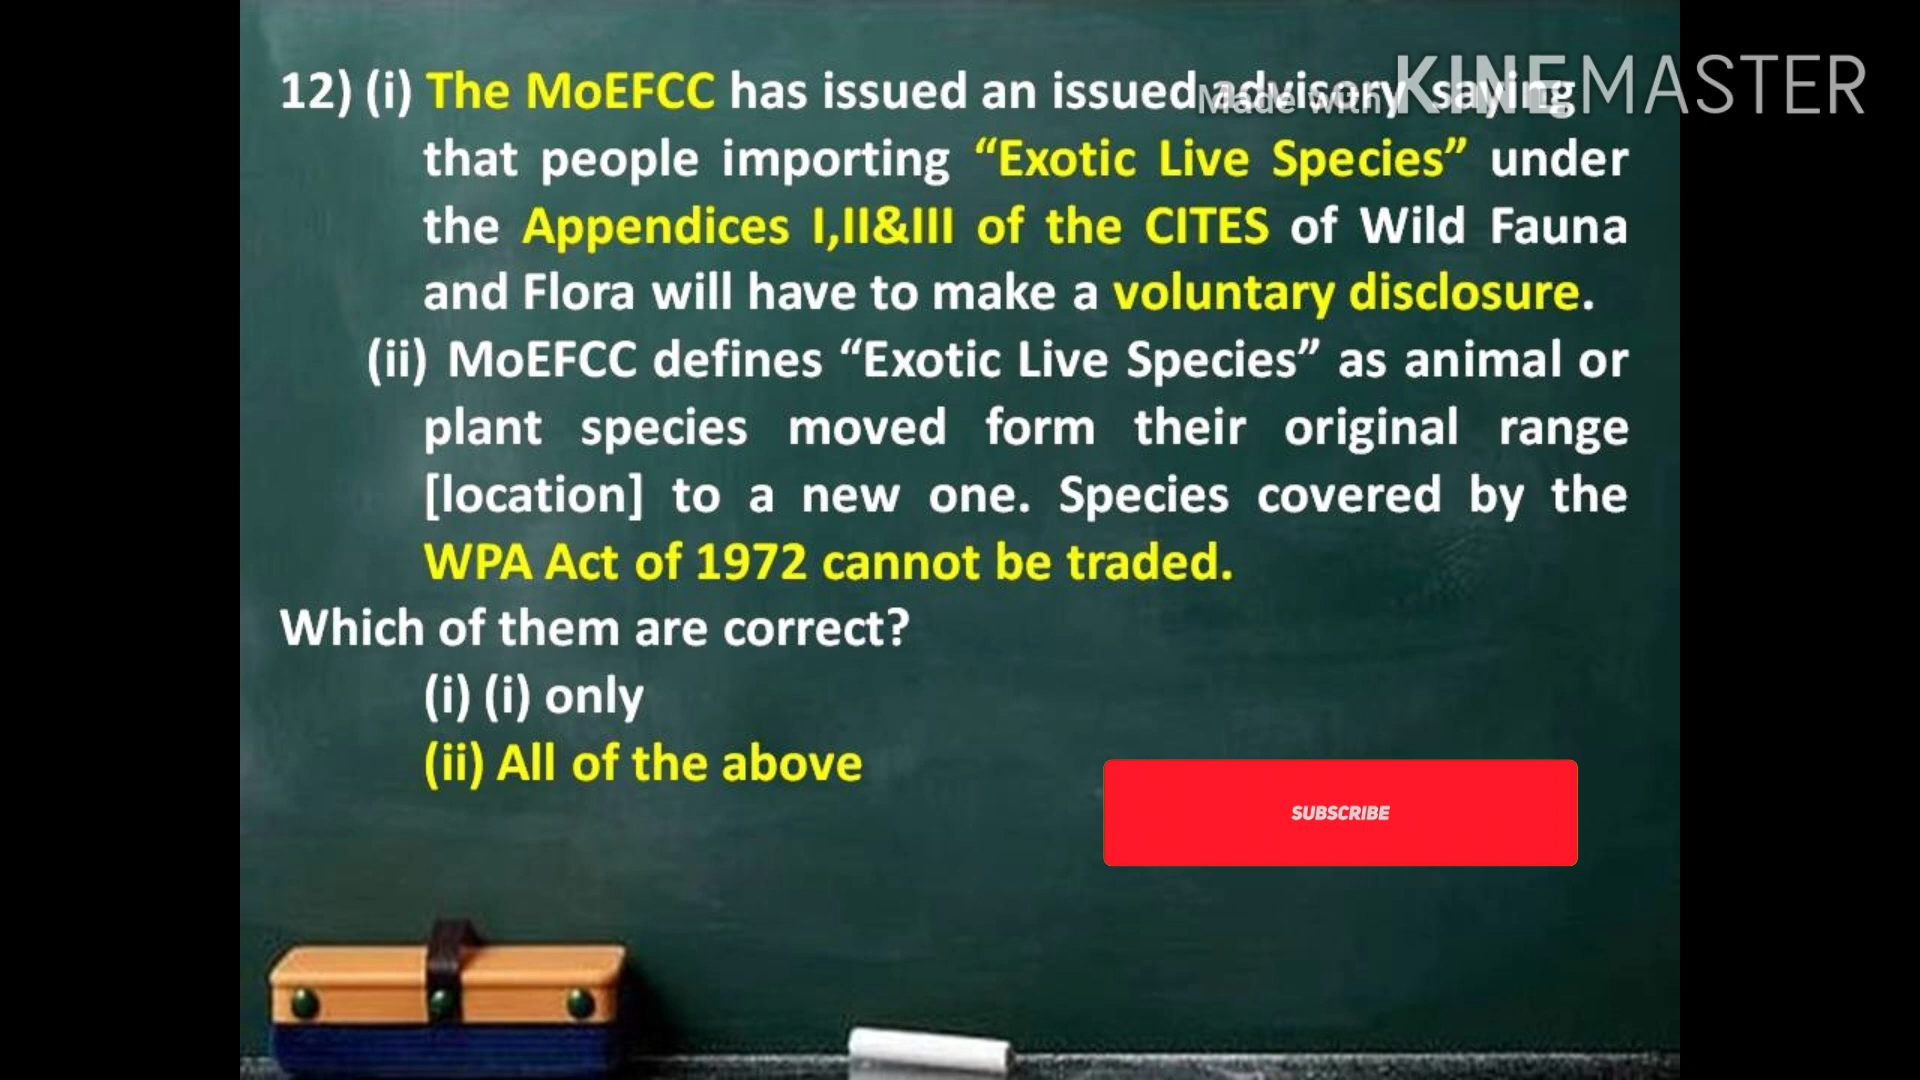 12) (i) The MoEFCC has issued an issued advisory saying
Made with KINEMASTER
that people importing “Exotic Live Species” under
the Appendices I,II&III of the CITES of Wild Fauna
and Flora will have to make a voluntary disclosure.
(ii) MoEFCC defines “Exotic Live Species” as animal or
plant species moved form their original range
[location] to a new one. Species covered by the
WPA Act of 1972 cannot be traded.
Which of them are correct?
(i) (i) only
(ii) All of the above
SUBSCRIBE